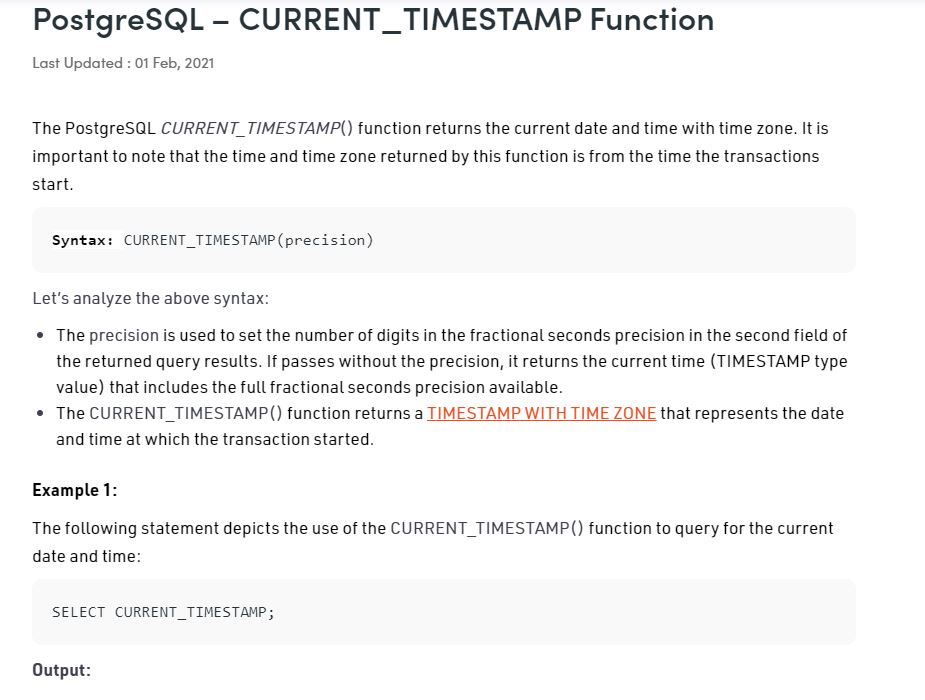 PostgreSQL – CURRENT_TIMESTAMP Function
Last Updated : 01 Feb, 2021
The PostgreSQL CURRENT_TIMESTAMP() function returns the current date and time with time zone. It is
important to note that the time and time zone returned by this function is from the time the transactions
start.
Syntax: CURRENT_TIMESTAMP(precision)
Let's analyze the above syntax:
• The precision is used to set the number of digits in the fractional seconds precision in the second field of
the returned query results. If passes without the precision, it returns the current time (TIMESTAMP type
value) that includes the full fractional seconds precision available.
• The CURRENT_TIMESTAMP() function returns a TIMESTAMP WITH TIME ZONE that represents the date
and time at which the transaction started.
Example 1:
The following statement depicts the use of the CURRENT_TIMESTAMP() function to query for the current
date and time:
SELECT CURRENT_TIMESTAMP;
Output: